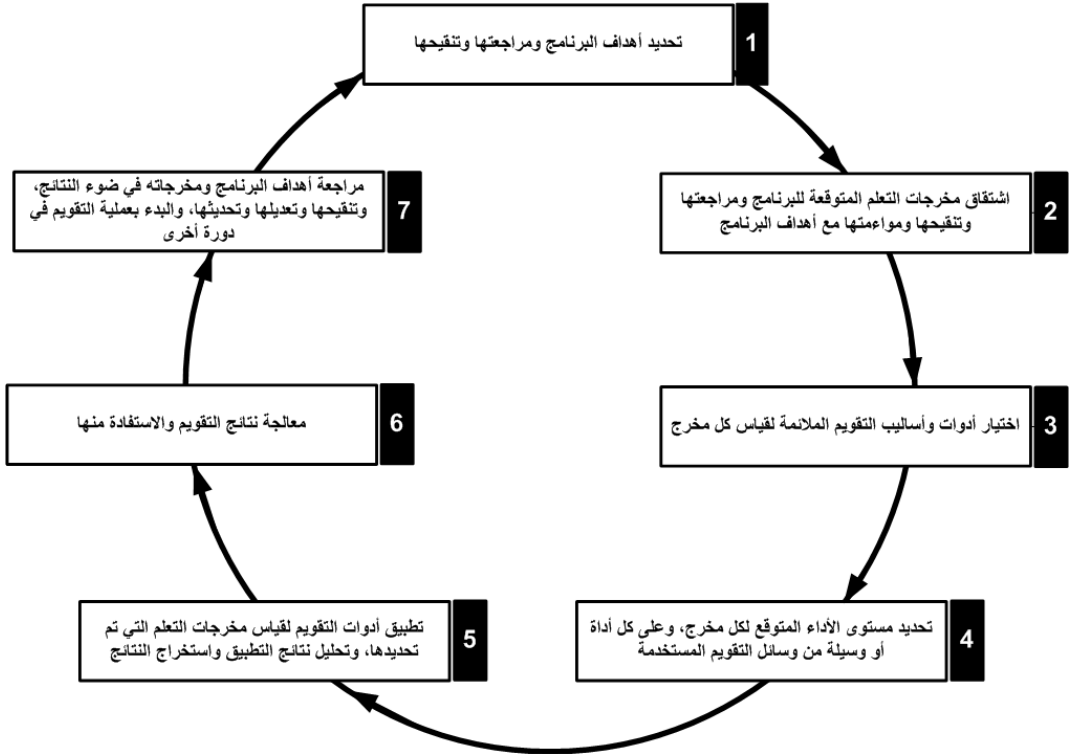 1
تحديد أهداف البرنامج ومراجعتها وتنقيحها
2
اشتقاق مخرجات التعلم المتوقعة للبرنامج ومراجعتها
وتنقيحها ومواءمتها مع أهداف البرنامج
3
اختيار أدوات وأساليب التقويم الملائمة لقياس كل مخرج
4
تحديد مستوى الأداء المتوقع لكل مخرج، وعلى كل أداة
أو وسيلة من وسائل التقويم المستخدمة
5
تطبيق أدوات التقويم لقياس مخرجات التعلم التي تم
تحديدها، وتحليل نتائج التطبيق واستخراج النتائج
6
معالجة نتائج التقويم والاستفادة منها
7
مراجعة أهداف البرنامج ومخرجاته في ضوء النتائج،
وتنقيحها وتعديلها وتحديثها، والبدء بعملية التقويم في
دورة أخرى